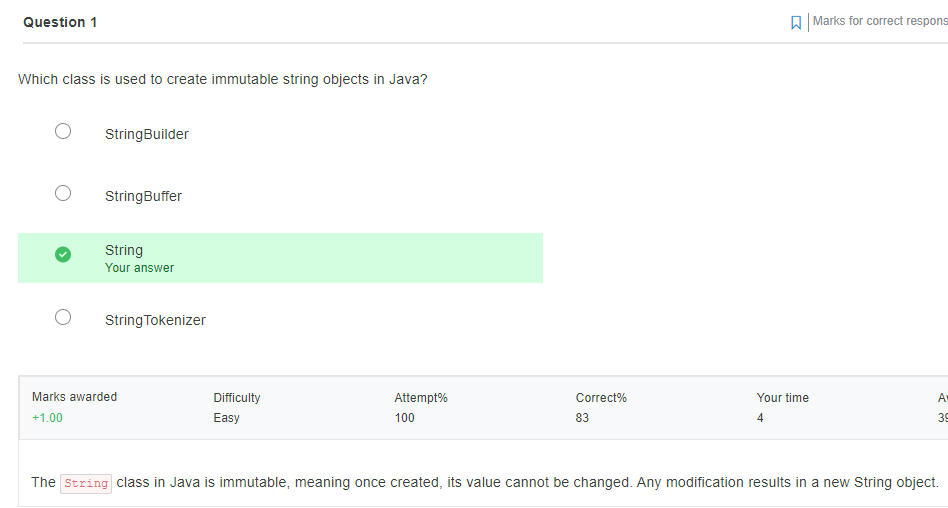 Question 1
Marks for correct respons
Which class is used to create immutable string objects in Java?
StringBuilder
StringBuffer
String
Your answer
StringTokenizer
Marks awarded Difficulty Attempt% Correct% Your time
+1.00 Easy 100 83 4
The String class in Java is immutable, meaning once created, its value cannot be changed. Any modification results in a new String object.